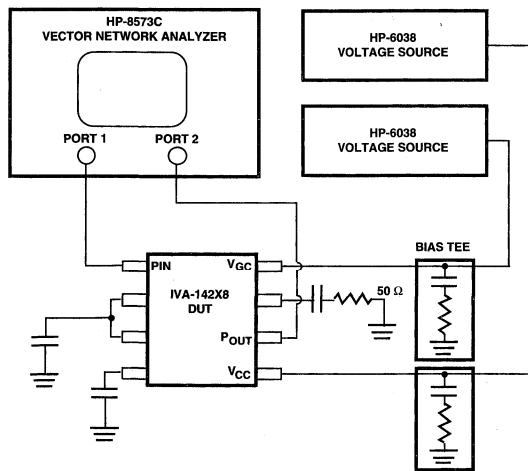 HP-8573C
VECTOR NETWORK ANALYZER
PORT 1
PORT 2
HP-6038
VOLTAGE SOURCE
HP-6038
VOLTAGE SOURCE
BIAS TEE
PIN
VGC
IVA-142X8
DUT
50 Ω
POUT
VCC